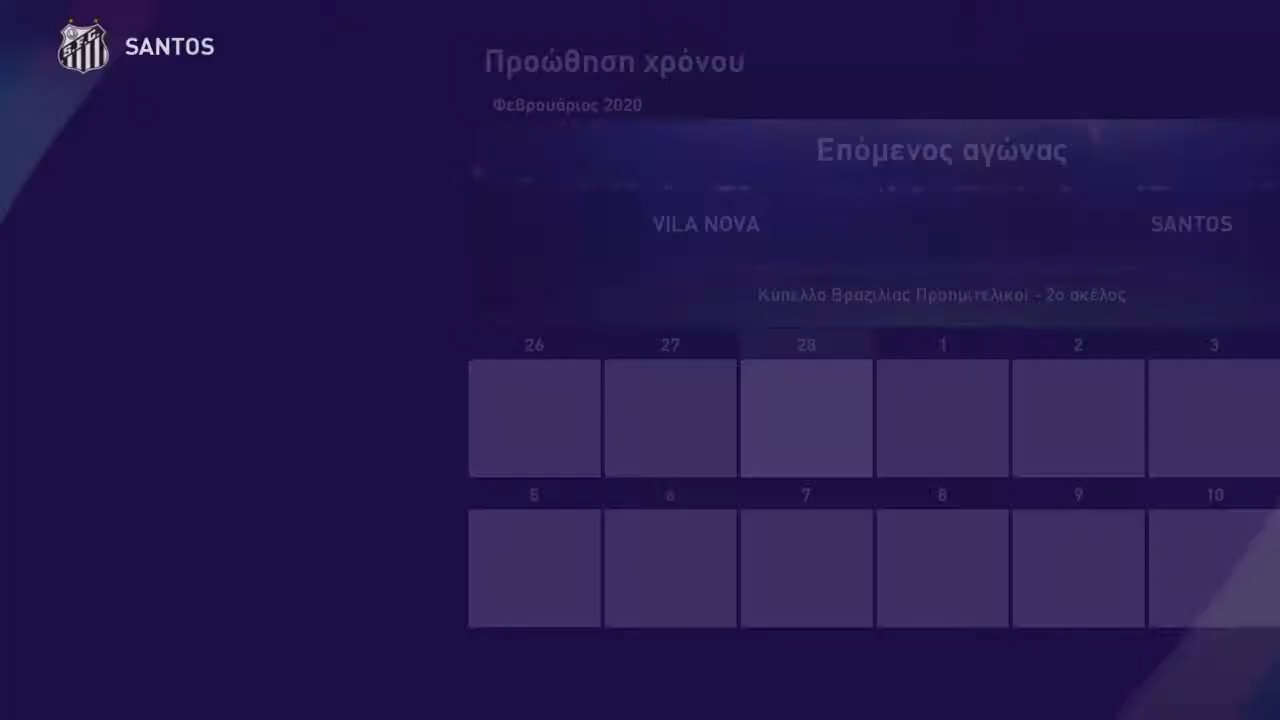 SANTOS
Προώθηση χρόνου
Φεβρουάριος 2020
Επόμενος αγώνας
VILA NOVA SANTOS
Κύπελλο Βραζιλίας Προημιτελικοί - 2ο σκέλος
26 27 28 1 2 3
5 6 7 8 9 10